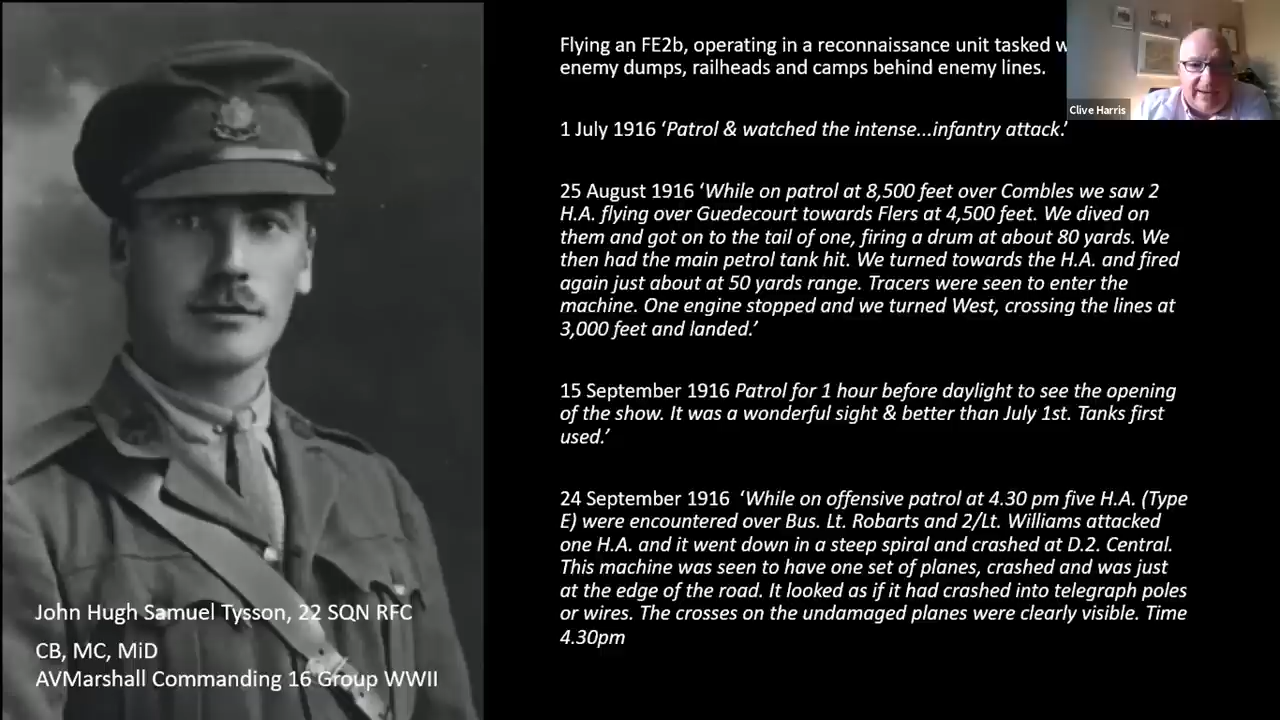 Flying an FE2b, operating in a reconnaissance unit tasked
enemy dumps, railheads and camps behind enemy lines.
Clive Harris
1 July 1916 ‘Patrol & watched the intense...infantry attack.’
25 August 1916 ‘While on patrol at 8,500 feet over Combles we saw 2
H.A. flying over Guedecourt towards Flers at 4,500 feet. We dived on
them and got on to the tail of one, firing a drum at about 80 yards. We
then had the main petrol tank hit. We turned towards the H.A. and fired
again just about at 50 yards range. Tracers were seen to enter the
machine. One engine stopped and we turned West, crossing the lines at
3,000 feet and landed.’
15 September 1916 Patrol for 1 hour before daylight to see the opening
of the show. It was a wonderful sight & better than July 1st. Tanks first
used.’
24 September 1916 ‘While on offensive patrol at 4.30 pm five H.A. (Type
E) were encountered over Bus. Lt. Robarts and 2/Lt. Williams attacked
one H.A. and it went down in a steep spiral and crashed at D.2. Central.
This machine was seen to have one set of planes, crashed and was just
at the edge of the road. It looked as if it had crashed into telegraph poles
or wires. The crosses on the undamaged planes were clearly visible. Time
4.30pm
John Hugh Samuel Tysson, 22 SQN RFC
CB, MC, MiD
AVMarshall Commanding 16 Group WWII